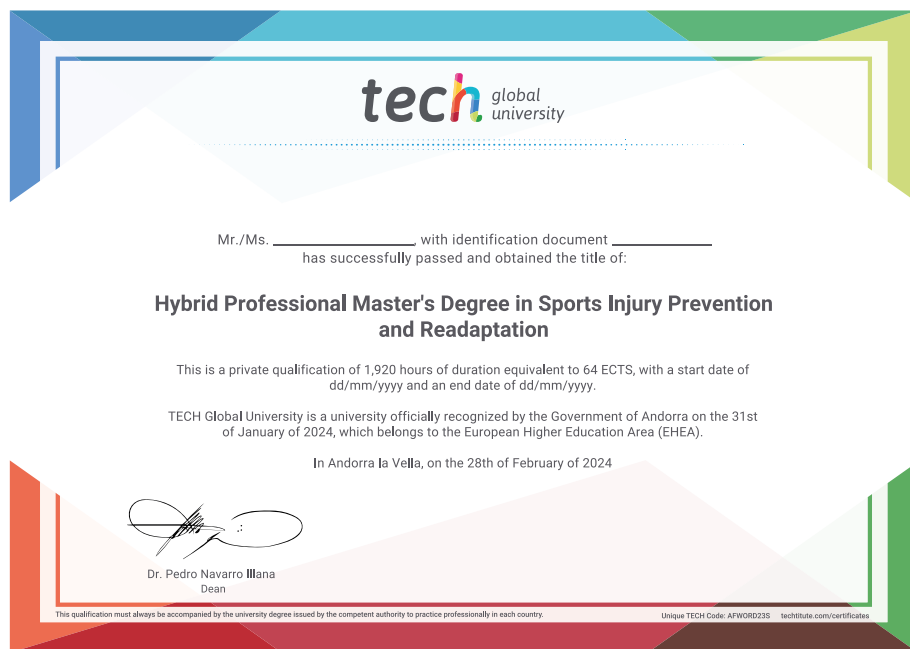 tech global
university
Mr./Ms. ____________________, with identification document ______________
has successfully passed and obtained the title of:
Hybrid Professional Master's Degree in Sports Injury Prevention
and Readaptation
This is a private qualification of 1,920 hours of duration equivalent to 64 ECTS, with a start date of
dd/mm/yyyy and an end date of dd/mm/yyyy.
TECH Global University is a university officially recognized by the Government of Andorra on the 31st
of January of 2024, which belongs to the European Higher Education Area (EHEA).
In Andorra la Vella, on the 28th of February of 2024
Dr. Pedro Navarro Illana
Dean
This qualification must always be accompanied by the university degree issued by the competent authority to practice professionally in each country.
Unique TECH Code: AFWORD23S techtitute.com/certificates